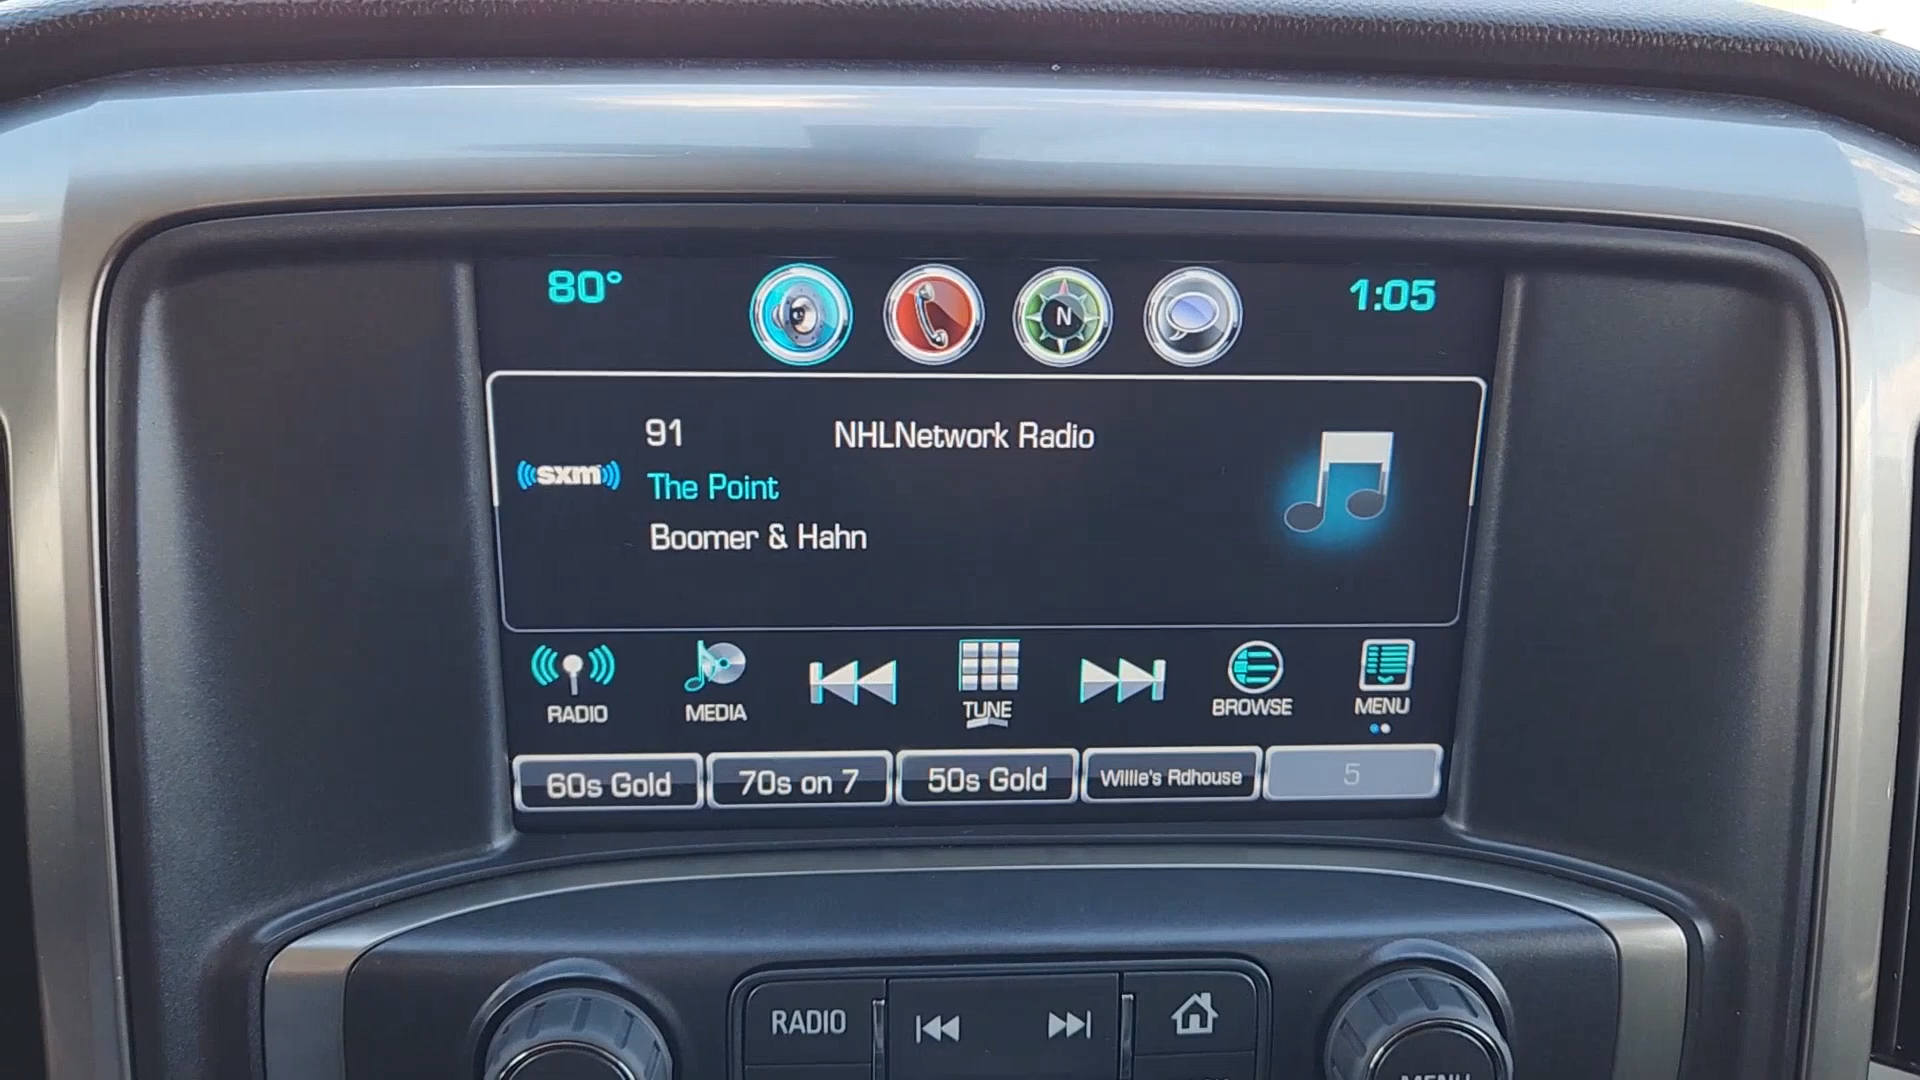 80° 1:05
N
91 NHLNetwork Radio
sxm
The Point
Boomer & Hahn
RADIO MEDIA TUNE BROWSE MENU
60s Gold 70s on 7 50s Gold Willie's Rdhouse 5
RADIO
MENU